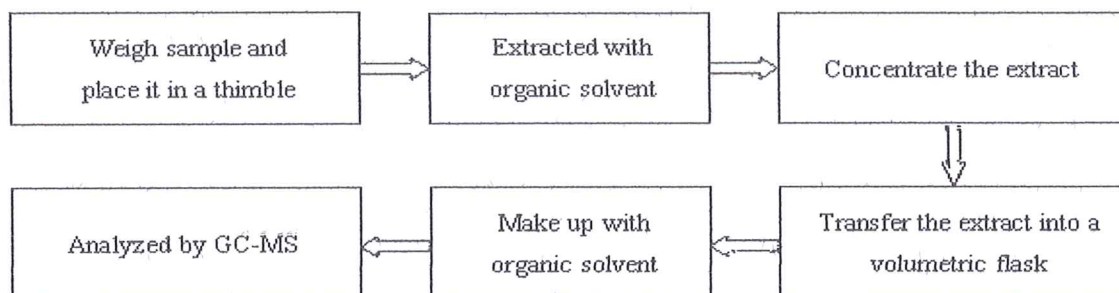 Weigh sample and
place it in a thimble
Extracted with
organic solvent
Concentrate the extract
Transfer the extract into a
volumetric flask
Make up with
organic solvent
Analyzed by GC-MS